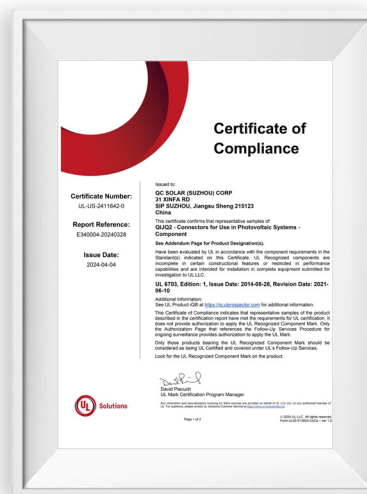 Certificate of
Compliance
Certificate Number:
UL-US-2411642-0
Report Reference:
E340004-20240328
Issue Date:
2024-04-04
Issued to:
QC SOLAR (SUZHOU) CORP
31 XINFA RD
SIP SUZHOU, Jiangsu Sheng 215123
China
This certificate confirms that representative samples of:
QIJQ2 - Connectors for Use in Photovoltaic Systems -
Component
See Addendum Page for Product Designation(s).
Have been evaluated by UL in accordance with the component requirements in the
Standard(s) indicated on this Certificate. UL Recognized components are
incomplete in certain constructional features or restricted in performance
capabilities and are intended for installation in complete equipment submitted for
investigation to UL LLC.
UL 6703, Edition: 1, Issue Date: 2014-08-28, Revision Date: 2021-
06-10
Additional Information:
See UL Product iQ® at https://iq.ulprospector.com for additional information.
This Certificate of Compliance indicates that representative samples of the product
described in the certification report have met the requirements for UL certification. It
does not provide authorization to apply the UL Recognized Component Mark. Only
the Authorization Page that references the Follow-Up Services Procedure for
ongoing surveillance provides authorization to apply the UL Mark.
Only those products bearing the UL Recognized Component Mark should be
considered as being UL Certified and covered under UL's Follow-Up Services.
Look for the UL Recognized Component Mark on the product.
David Piecuch
UL Mark Certification Program Manager
UL Solutions
Page 1 of 2